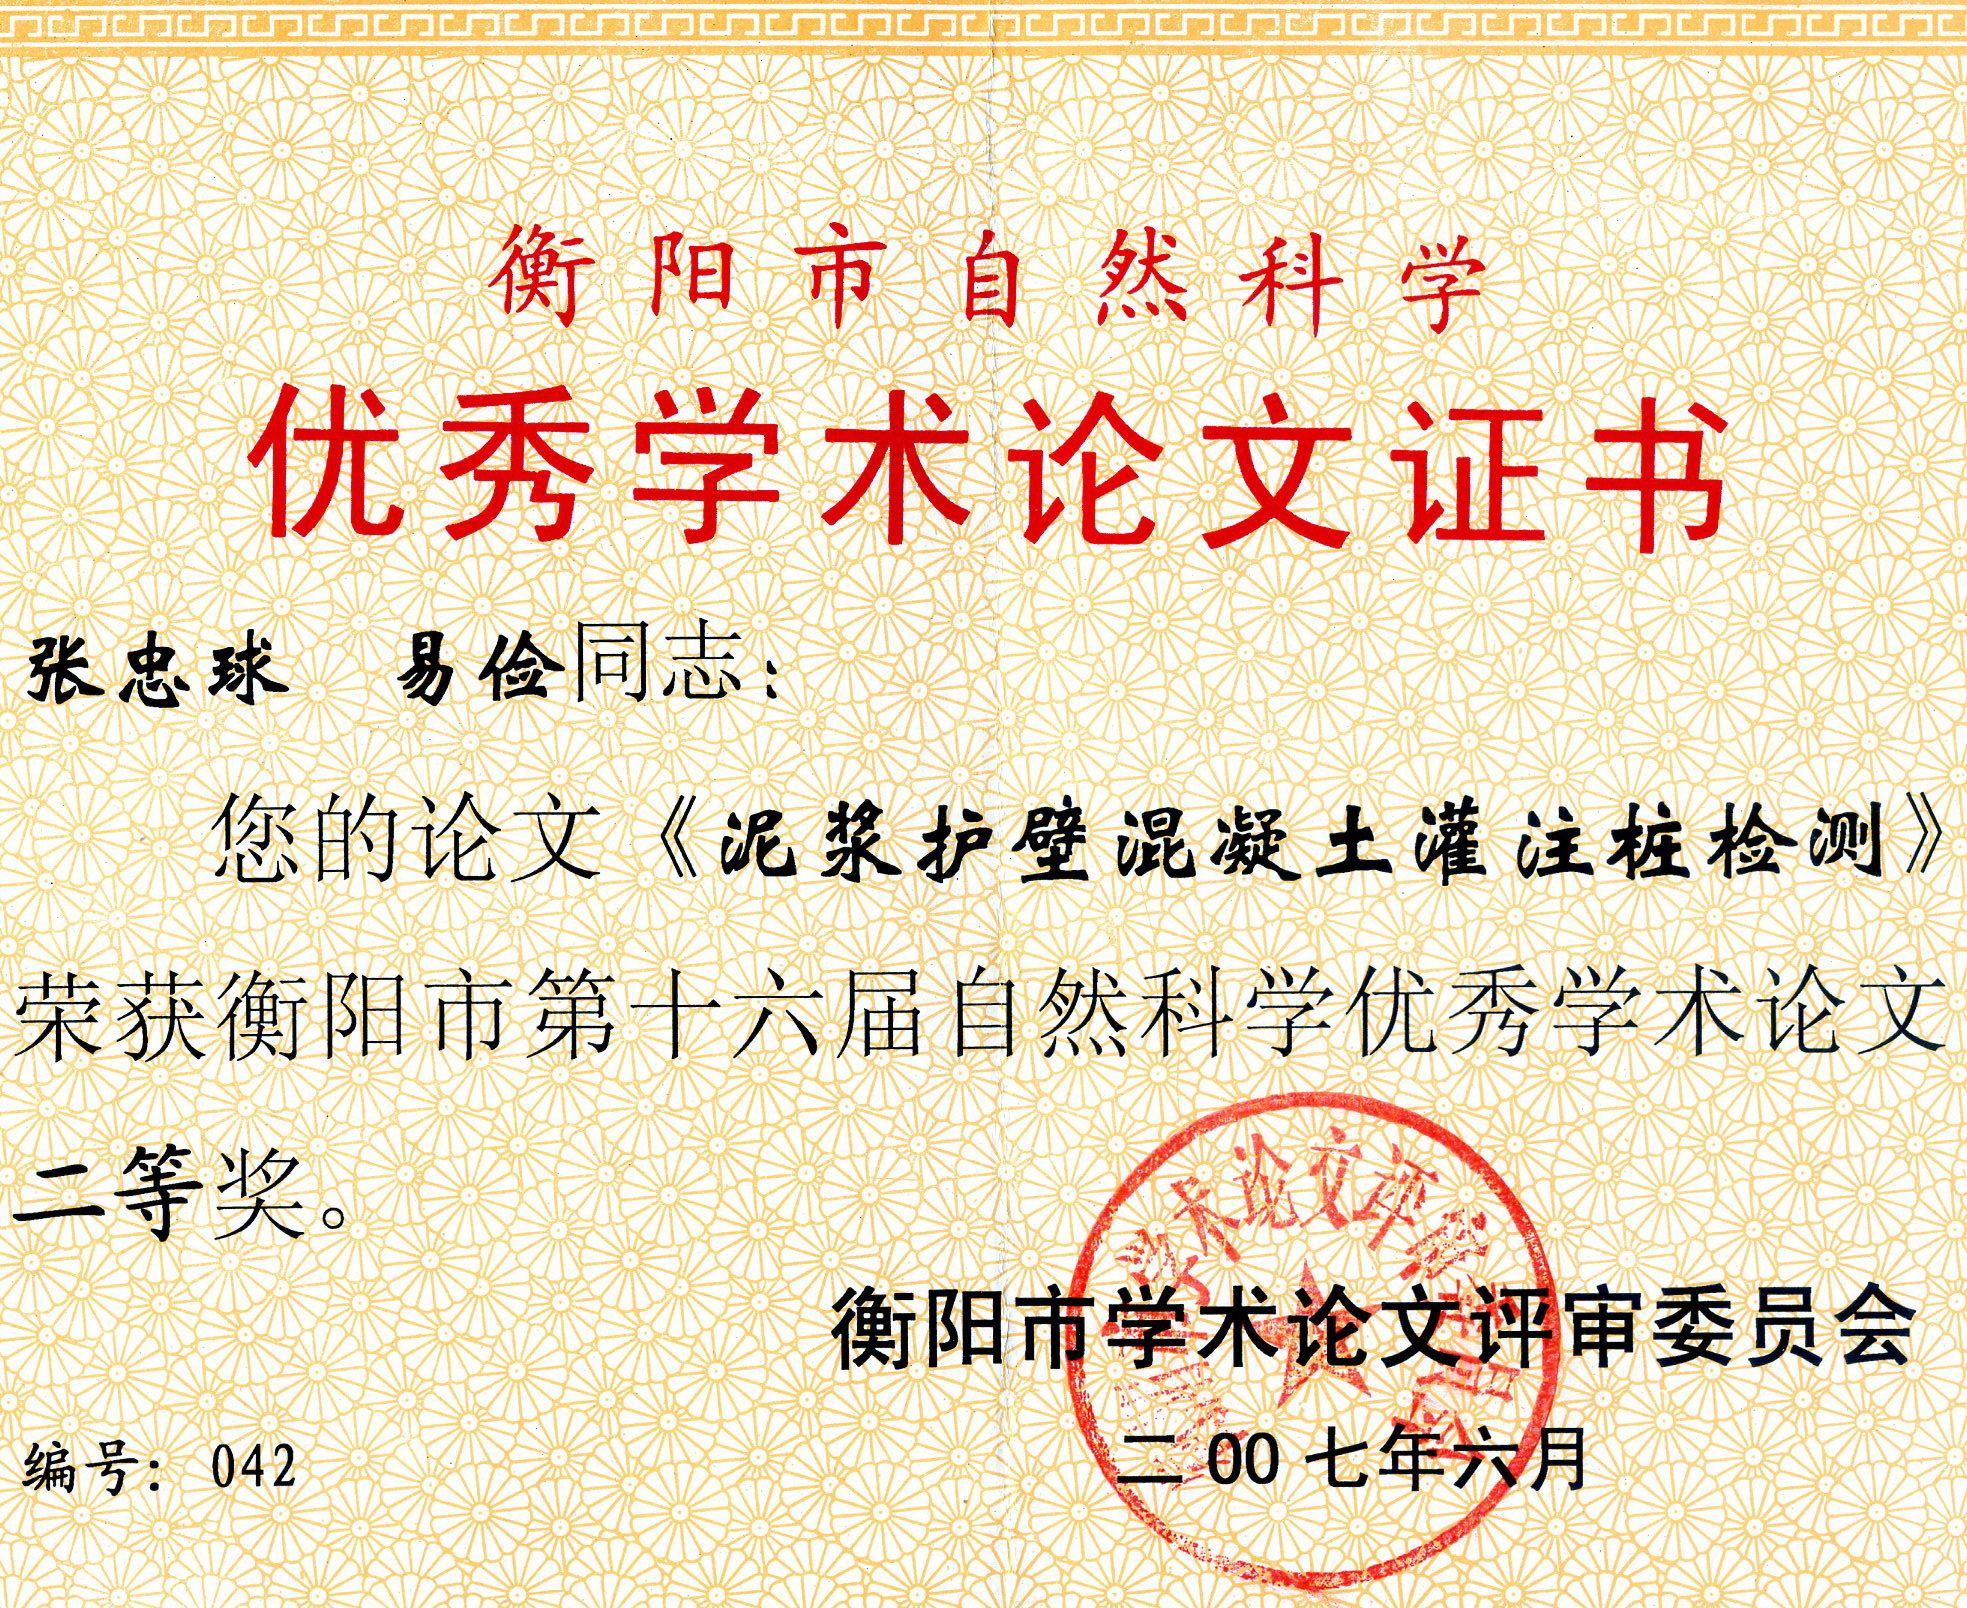 衡阳市自然科学
优秀学术论文证书
张忠球 易俭同志:
您的论文《泥浆护壁混凝土灌注桩检测》
荣获衡阳市第十六届自然科学优秀学术论文
二等奖。
学术论文评
衡阳市学术论文评审委员会
编号: 042
二00七年六月